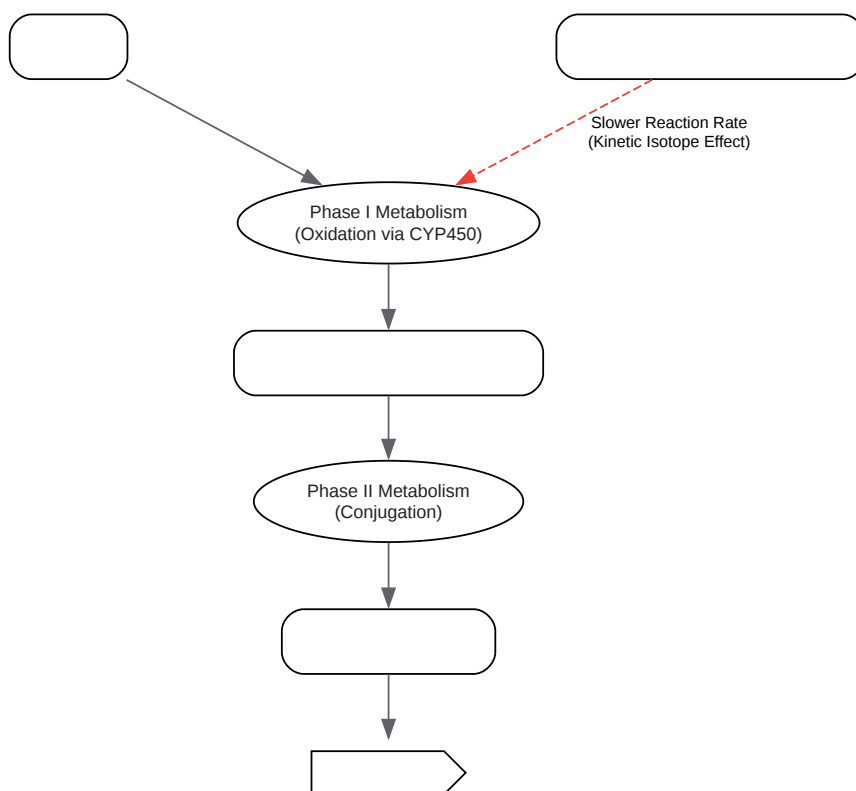 Slower Reaction Rate
(Kinetic Isotope Effect)
Phase I Metabolism
(Oxidation via CYP450)
Phase II Metabolism
(Conjugation)